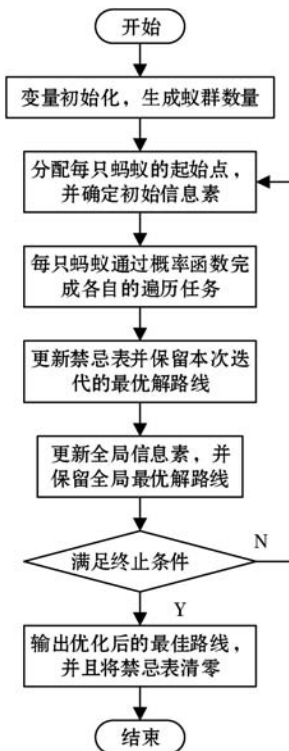 开始
变量初始化，生成蚁群数量
分配每只蚂蚁的起始点，
并确定初始信息素
每只蚂蚁通过概率函数完
成各自的遍历任务
更新禁忌表并保留本次迭
代的最优解路线
更新全局信息素，并
保留全局最优解路线
满足终止条件
N
Y
输出优化后的最佳路线，
并且将禁忌表清零
结束